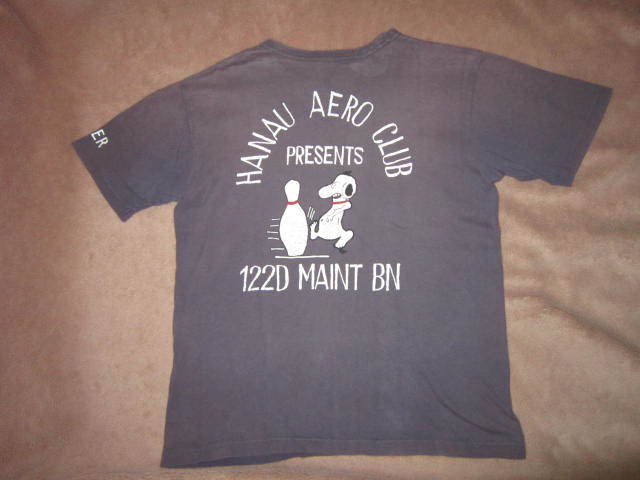 HANAU AERO CLUB
PRESENTS
122D MAINT BN